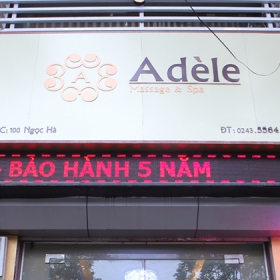 A
Adèle
Massage & Spa
C: 100 Ngọc Hà
ĐT: 0243.5564
- BẢO HÀNH 5 NĂM